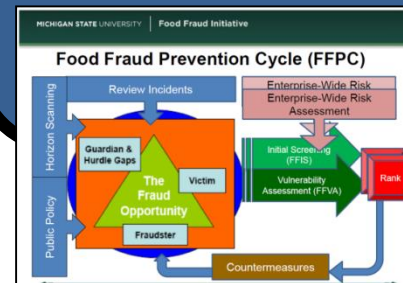 MICHIGAN STATE UNIVERSITY | Food Fraud Initiative
Food Fraud Prevention Cycle (FFPC)
Horizon Scanning
Public Policy
Review Incidents
Guardian &
Hurdle Gaps
Victim
The
Fraud
Opportunity
Fraudster
Enterprise-Wide Risk
Enterprise-Wide Risk
Assessment
Initial Screening
(FFIS)
Vulnerability
Assessment (FFVA)
Rank
Countermeasures